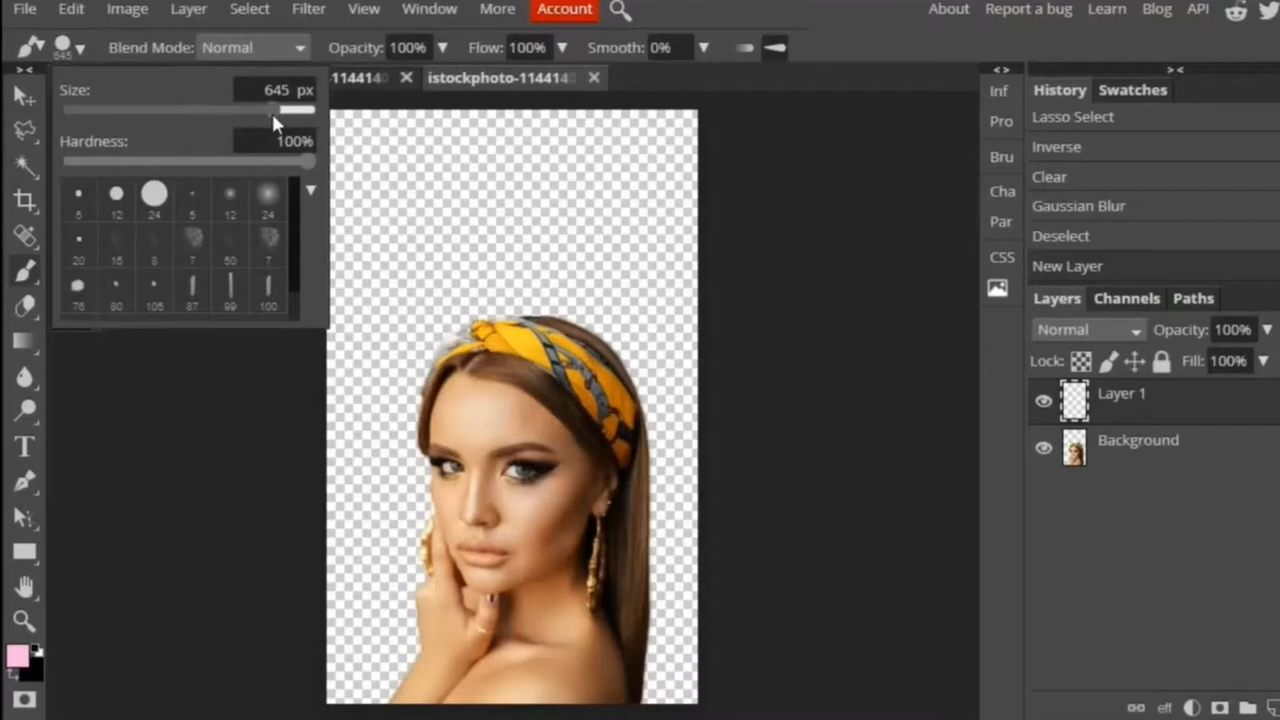 File Edit Image Layer Select Filter View Window More Account About Report a bug Learn Blog API
645 Blend Mode: Normal Opacity: 100% Flow: 100% Smooth: 0%
> < -1144140 × istockphoto-114414 × < > > <
Size: 645 px
Hardness: 100%
5 12 24 5 12 24
20 15 8 7 50 7
76 80 105 87 99 100
T
Inf
Pro
Bru
Cha
Par
CSS
History Swatches
Lasso Select
Inverse
Clear
Gaussian Blur
Deselect
New Layer
Layers Channels Paths
Normal Opacity: 100%
Lock: Fill: 100%
Layer 1
Background
eff